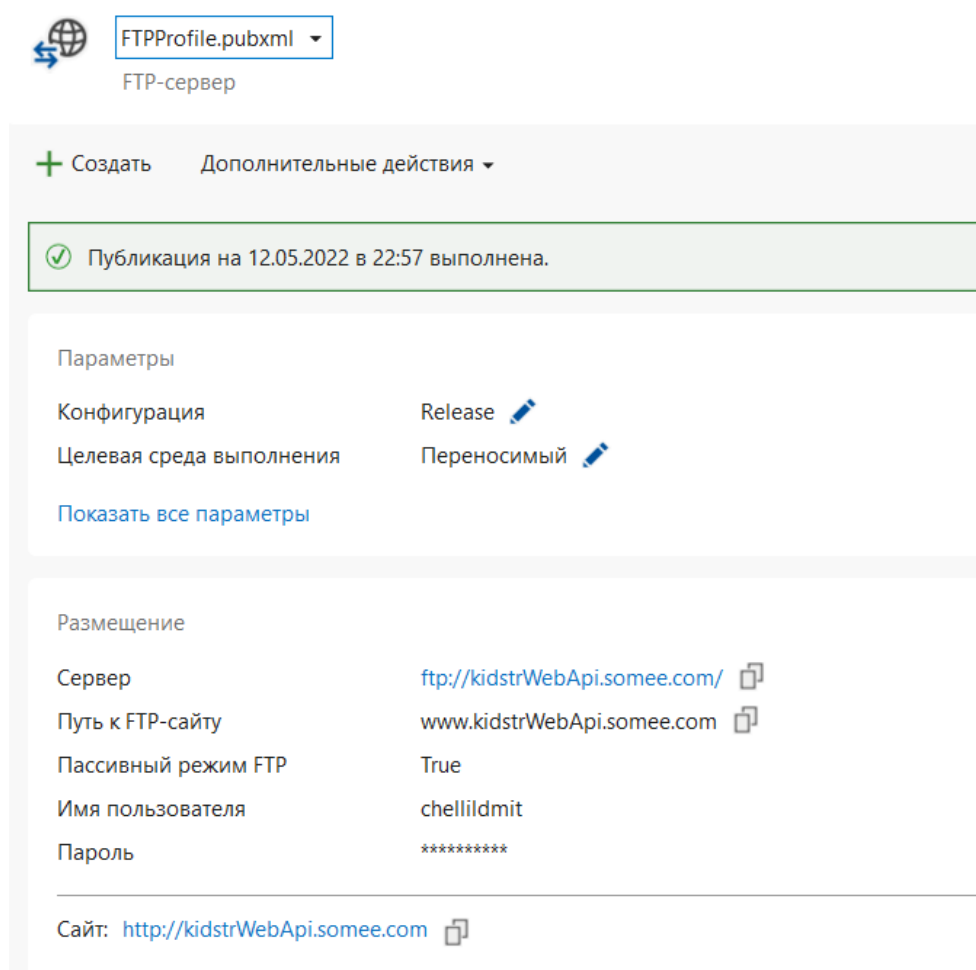 FTPProfile.pubxml
FTP-сервер
Создать Дополнительные действия
Публикация на 12.05.2022 в 22:57 выполнена.
Параметры
Конфигурация Release
Целевая среда выполнения Переносимый
Показать все параметры
Размещение
Сервер ftp://kidstrWebApi.somee.com/
Путь к FTP-сайту www.kidstrWebApi.somee.com
Пассивный режим FTP True
Имя пользователя chellildmit
Пароль **********
Сайт: http://kidstrWebApi.somee.com